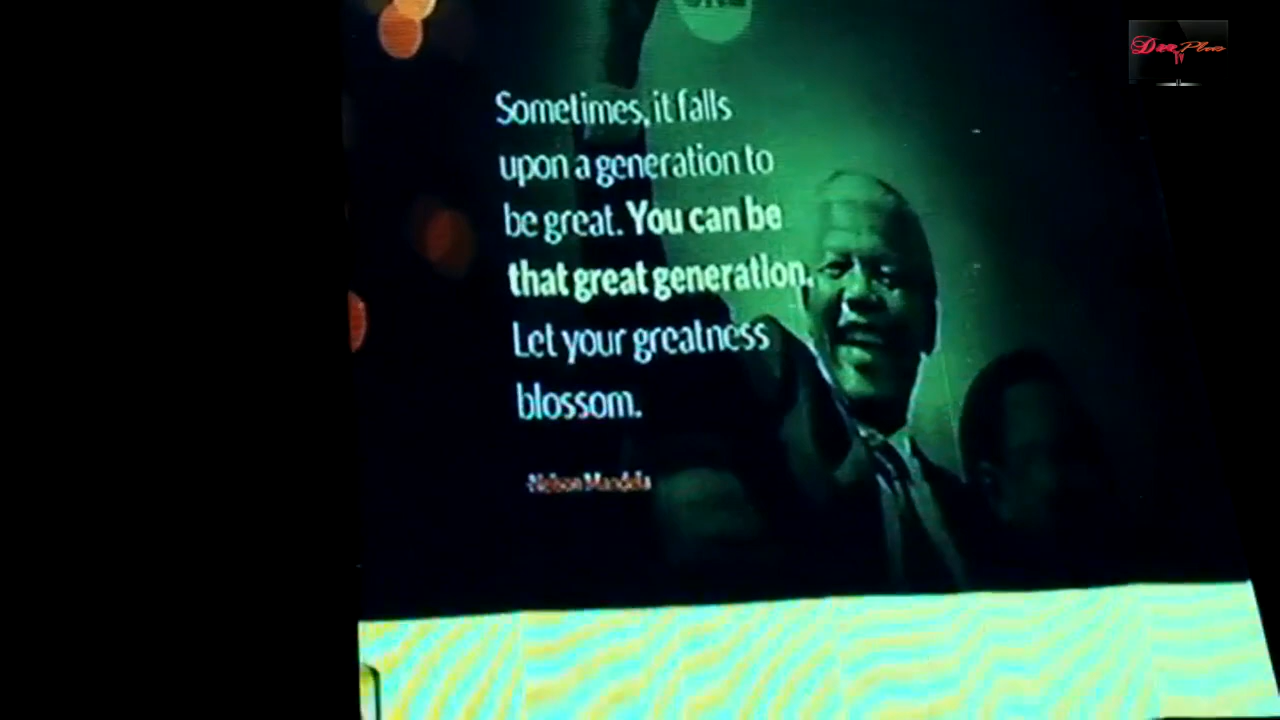 Sometimes, it falls
upon a generation to
be great. You can be
that great generation.
Let your greatness
blossom.
-Nelson Mandela
TV